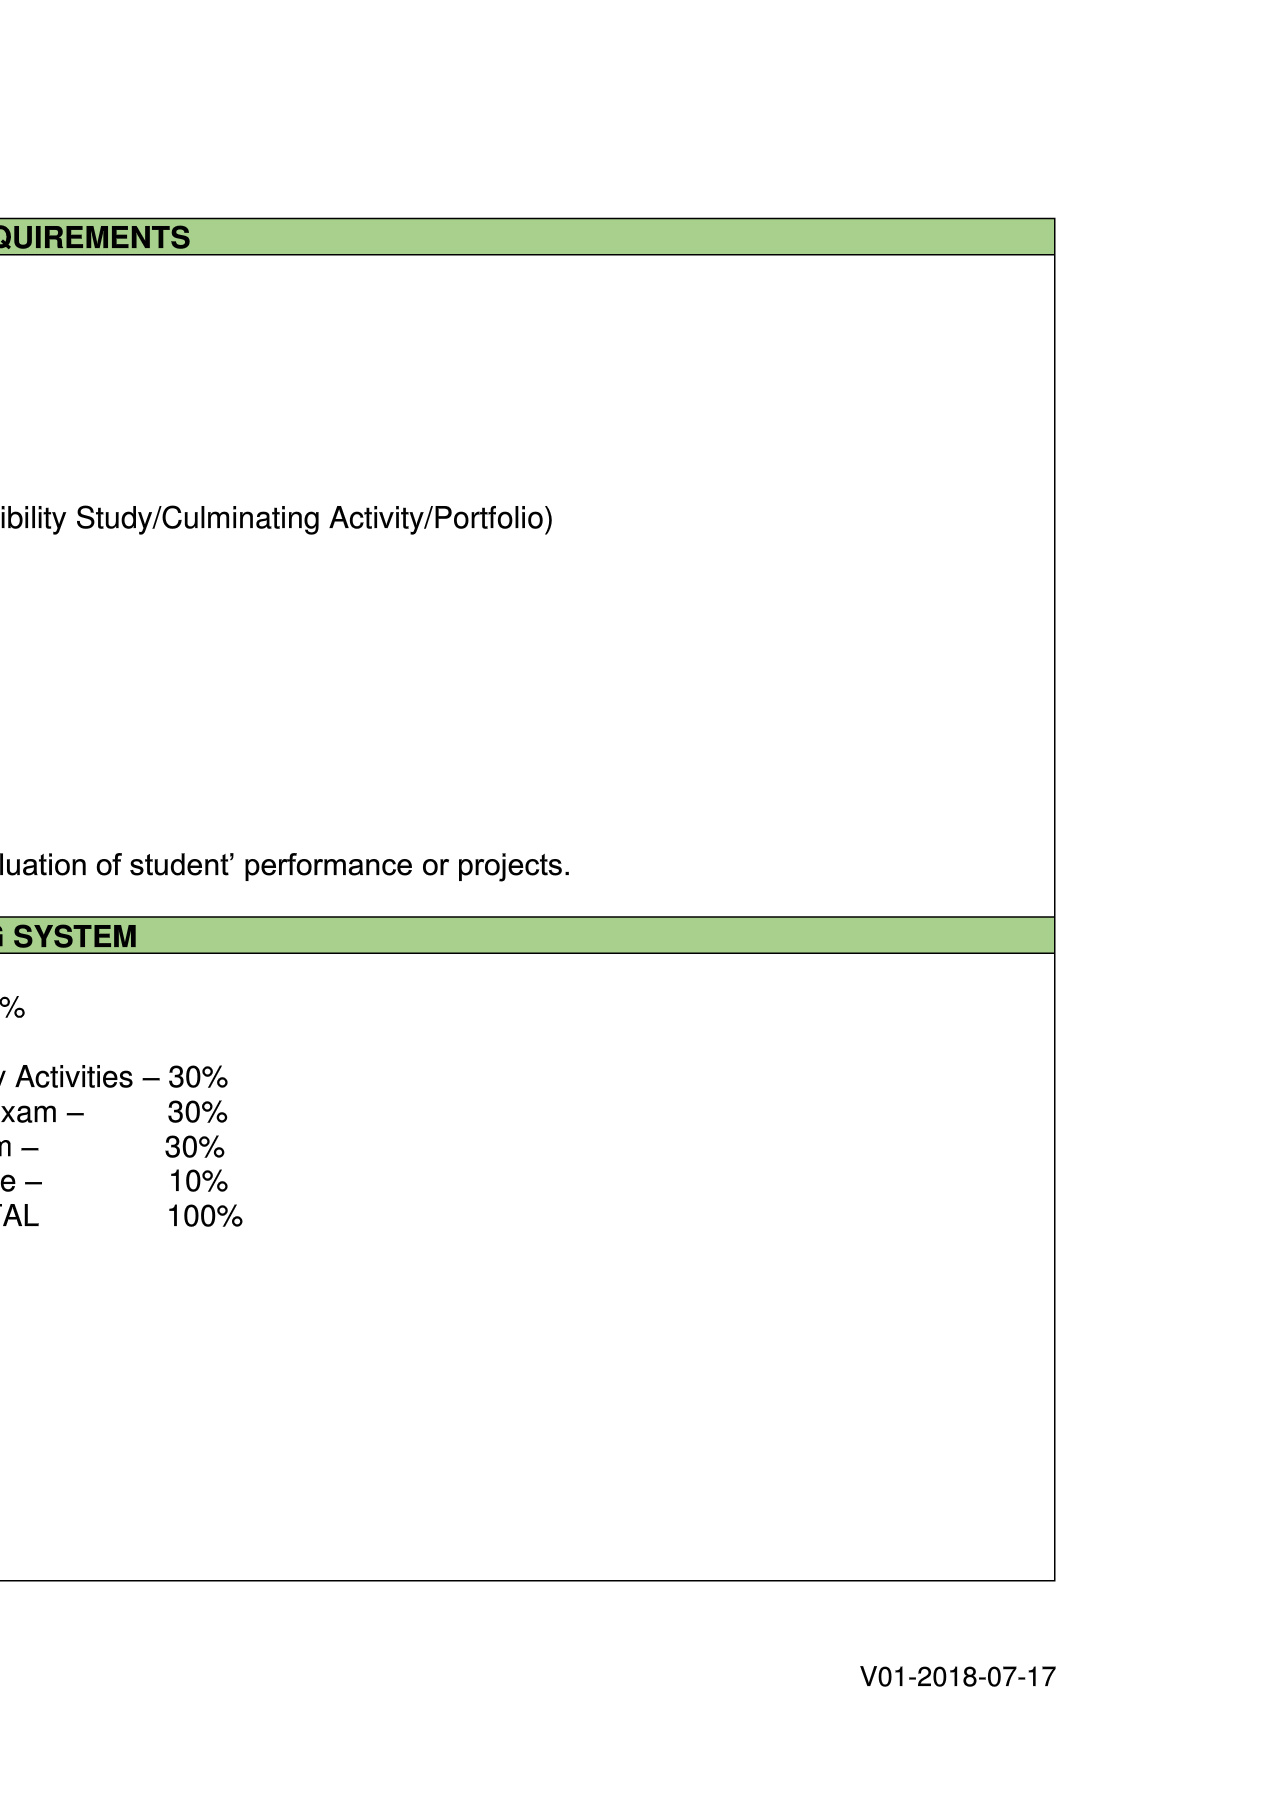 QUIREMENTS
ibility Study/Culminating Activity/Portfolio)
luation of student’ performance or projects.
G SYSTEM
%
y Activities – 30%
xam – 30%
m – 30%
e – 10%
TAL 100%
V01-2018-07-17